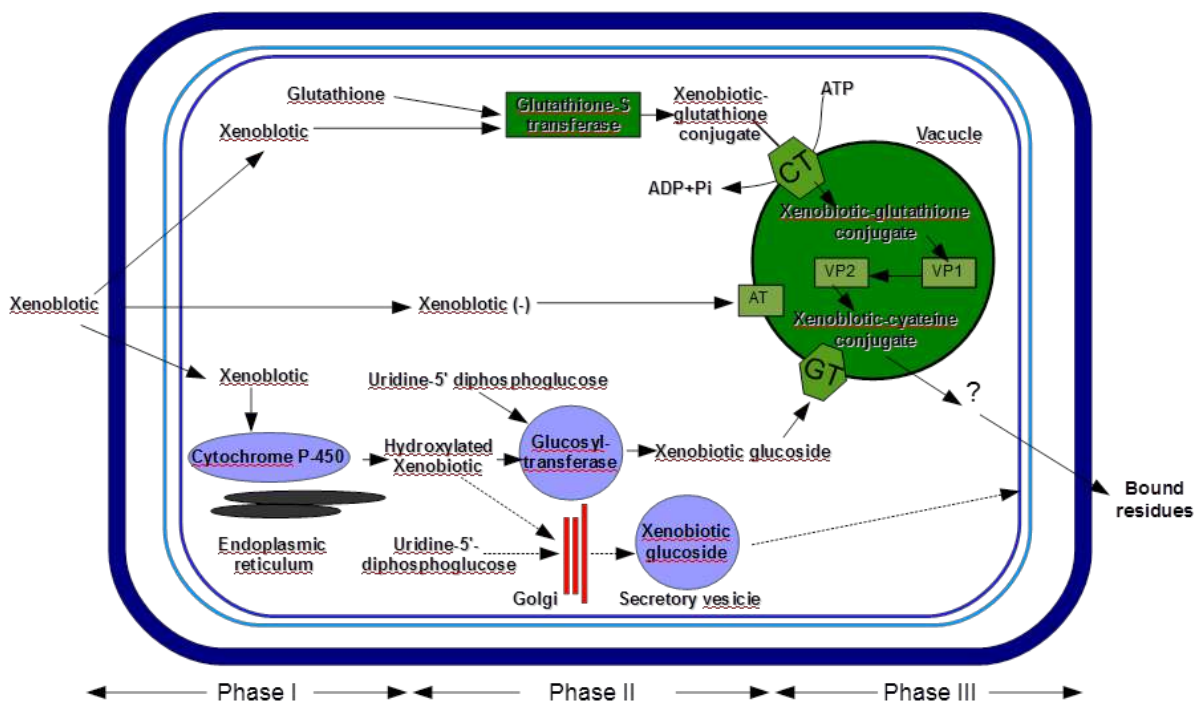 Glutathione
Glutathione-S
transferase
Xenobiotic-
glutathione
conjugate
ATP
Xenoblotic
Vacucle
CT
ADP+Pi
Xenobiotic-glutathione
conjugate
VP2
VP1
Xenoblotic
Xenoblotic (-)
AT
Xenobiotic-cyateine
conjugate
GT
Xenoblotic
Uridine-5' diphosphoglucose
?
Cytochrome P-450
Hydroxylated
Xenobiotic
Glucosyl-
transferase
Xenobiotic glucoside
Bound
residues
Endoplasmic
reticulum
Uridine-5'-
diphosphoglucose
Xenobiotic
glucoside
Golgi
Secretory vesicie
Phase I
Phase II
Phase III